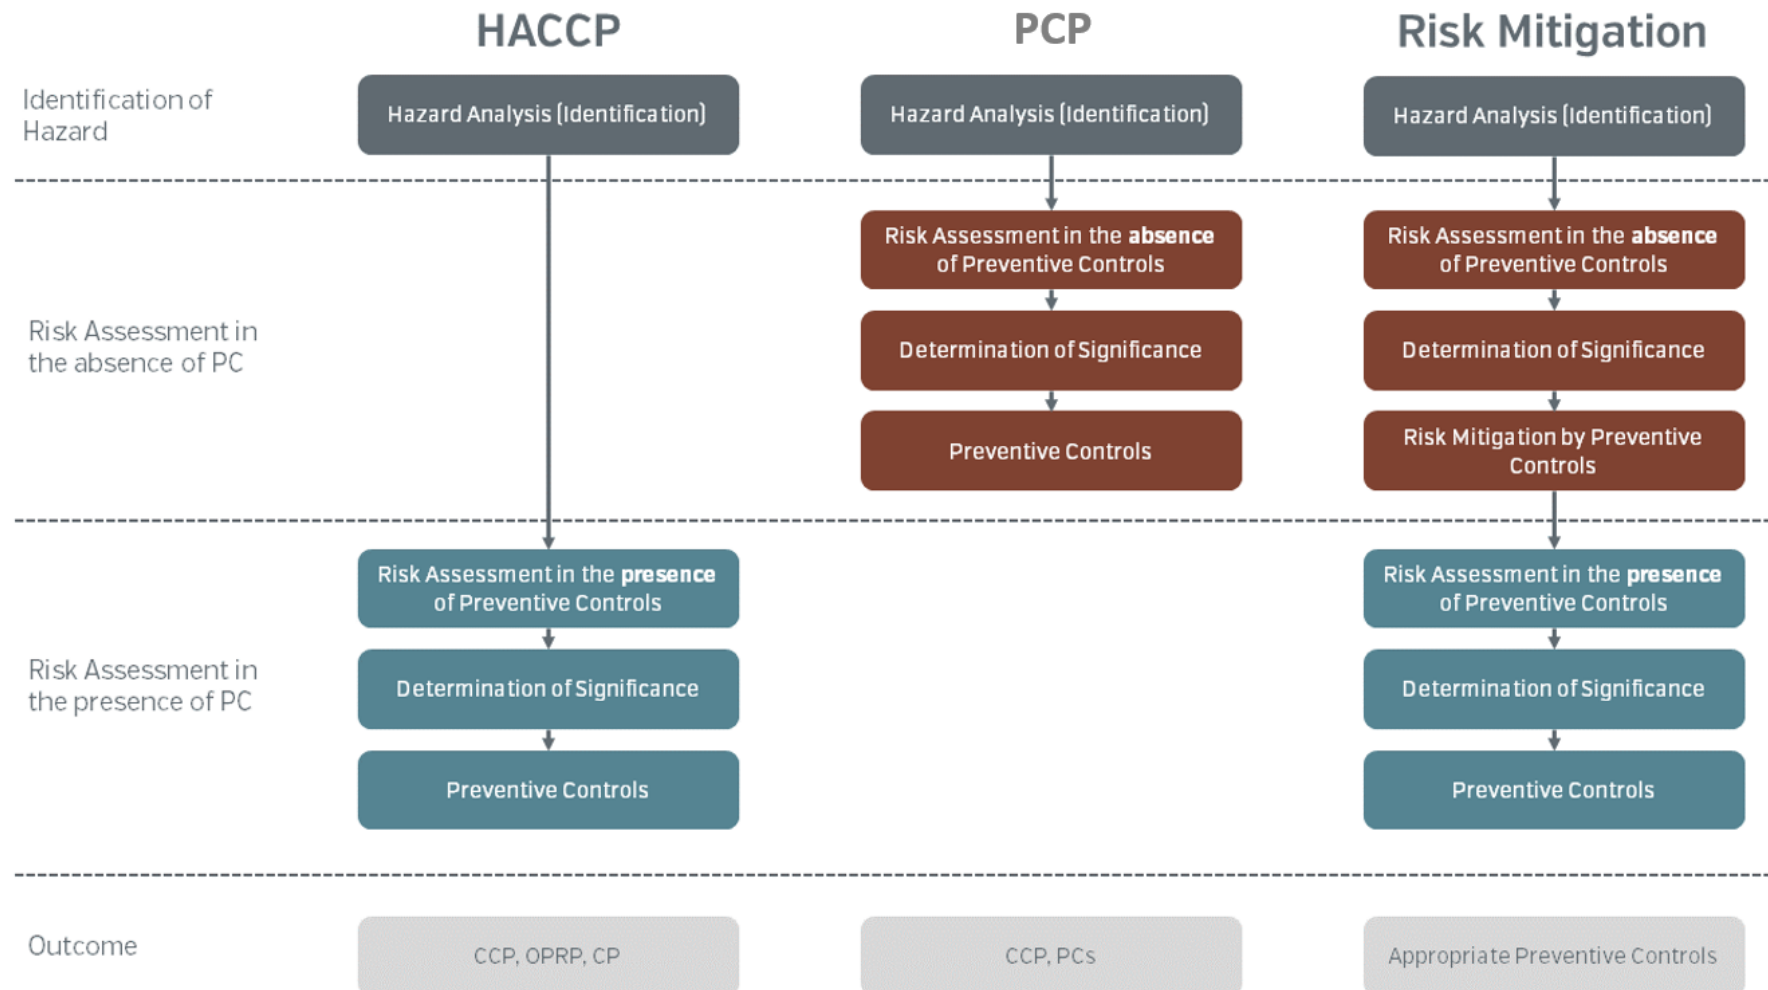 HACCP
PCP
Risk Mitigation
Identification of
Hazard
Hazard Analysis (Identification)
Hazard Analysis (Identification)
Hazard Analysis (Identification)
Risk Assessment in
the absence of PC
Risk Assessment in the absence
of Preventive Controls
Risk Assessment in the absence
of Preventive Controls
Determination of Significance
Determination of Significance
Preventive Controls
Risk Mitigation by Preventive
Controls
Risk Assessment in
the presence of PC
Risk Assessment in the presence
of Preventive Controls
Risk Assessment in the presence
of Preventive Controls
Determination of Significance
Determination of Significance
Preventive Controls
Preventive Controls
Outcome
CCP, OPRP, CP
CCP, PCs
Appropriate Preventive Controls